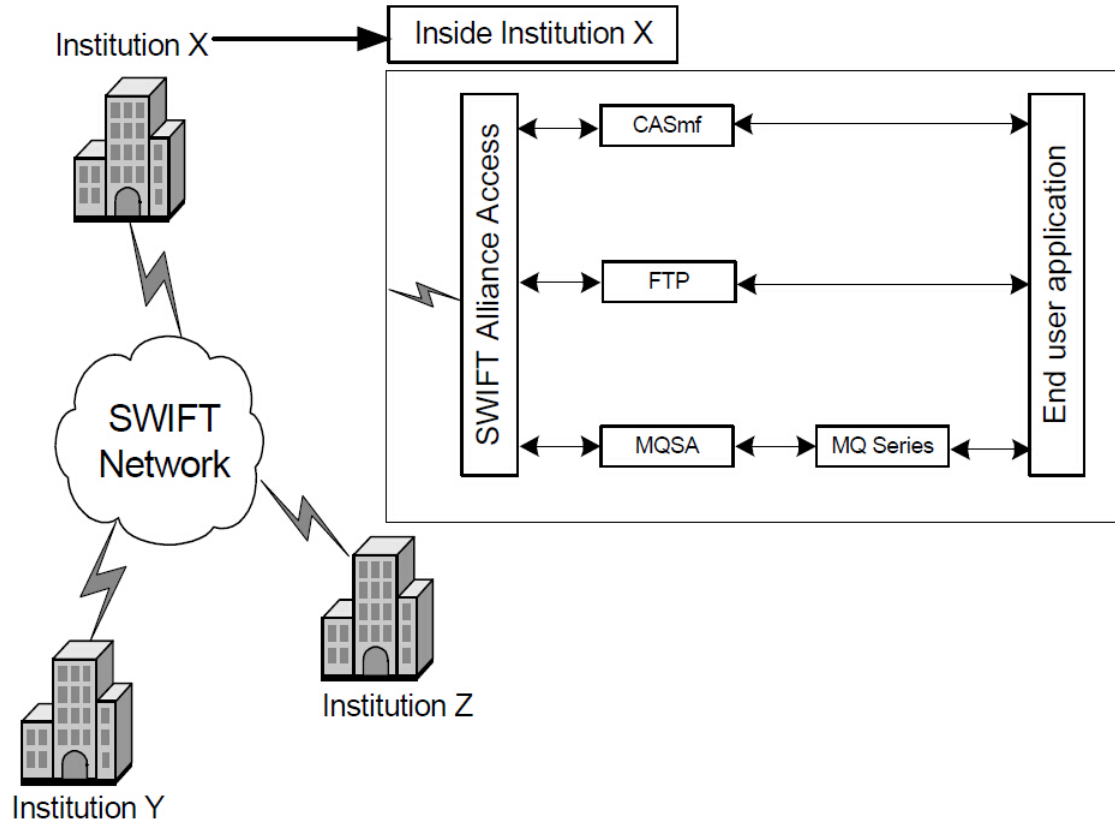 Institution X
Inside Institution X
SWIFT Alliance Access
CASmf
FTP
MQSA
MQ Series
End user application
SWIFT
Network
Institution Z
Institution Y